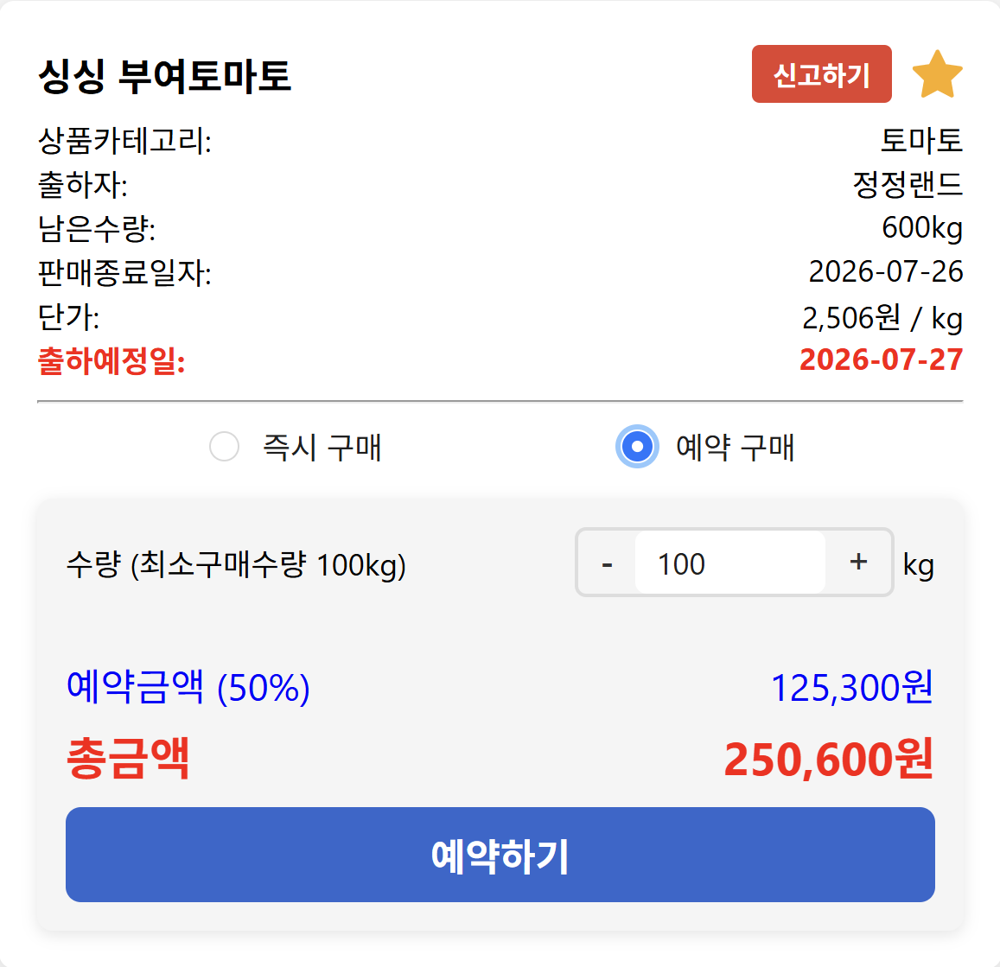 싱싱 부여토마토 신고하기
상품카테고리: 토마토
출하자: 정정랜드
남은수량: 600kg
판매종료일자: 2026-07-26
단가: 2,506원 / kg
출하예정일: 2026-07-27
즉시 구매 예약 구매
수량 (최소구매수량 100kg) - 100 + kg
예약금액 (50%) 125,300원
총금액 250,600원
예약하기